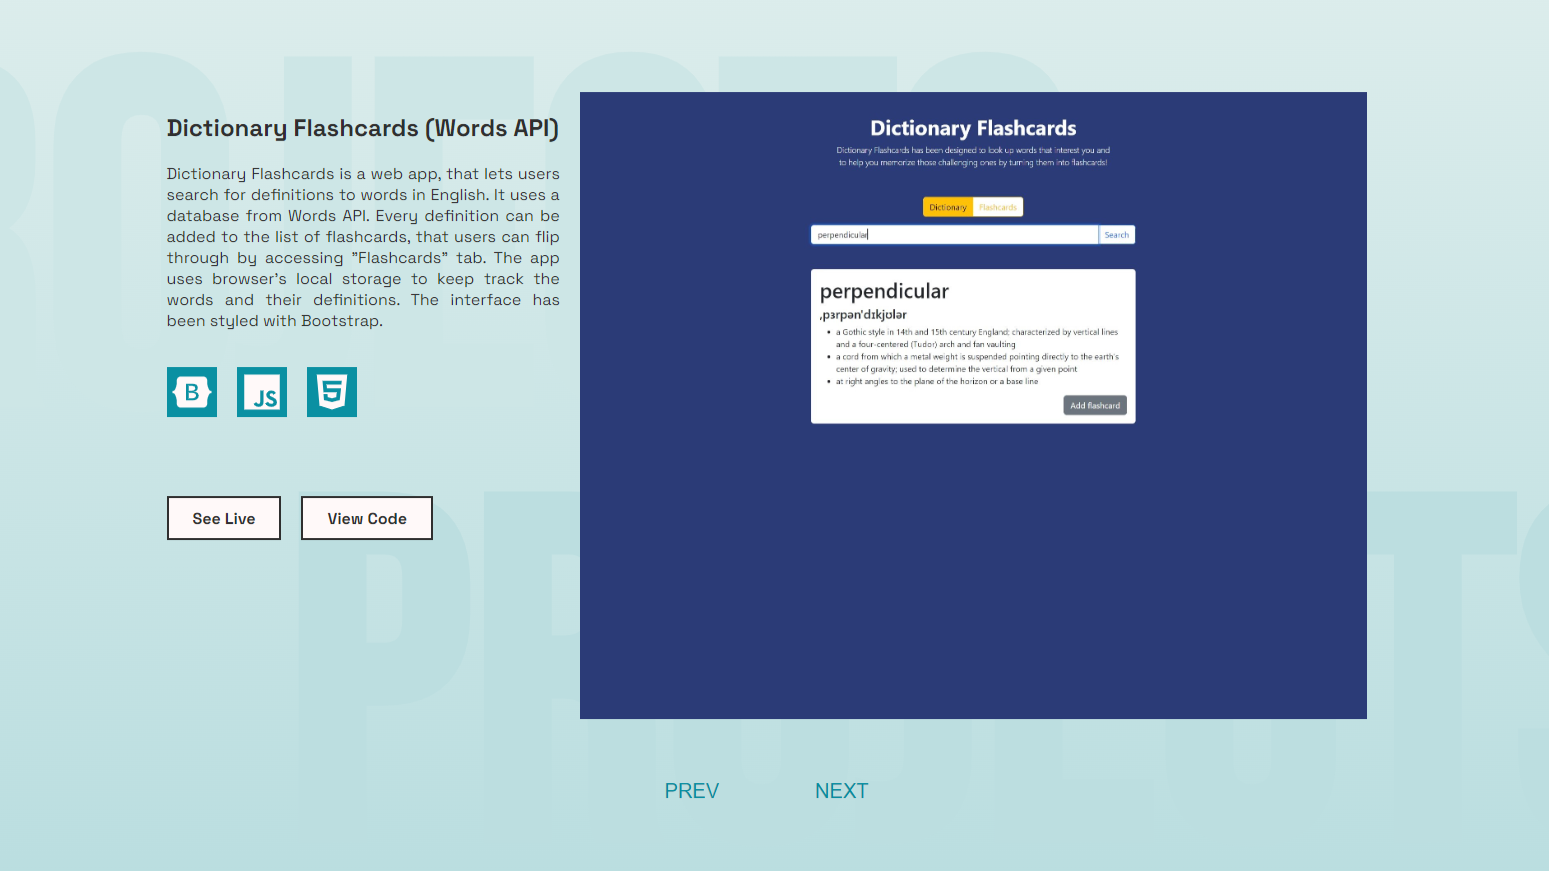 PROJECTS
Dictionary Flashcards (Words API)
Dictionary Flashcards is a web app, that lets users
search for definitions to words in English. It uses a
database from Words API. Every definition can be
added to the list of flashcards, that users can flip
through by accessing "Flashcards" tab. The app
uses browser's local storage to keep track the
words and their definitions. The interface has
been styled with Bootstrap.
B
JS
5
See Live
View Code
Dictionary Flashcards
Dictionary Flashcards has been designed to look up words that interest you and
to help you memorize those challenging ones by turning them into flashcards!
Dictionary
Flashcards
perpendicular
Search
perpendicular
ˌpɜrpən'dɪkjʊlər
• a Gothic style in 14th and 15th century England; characterized by vertical lines
and a four-centered (Tudor) arch and fan vaulting
• a cord from which a metal weight is suspended pointing directly to the earth's
center of gravity; used to determine the vertical from a given point
• at right angles to the plane of the horizon or a base line
Add flashcard
PROJECTS
PREV
NEXT